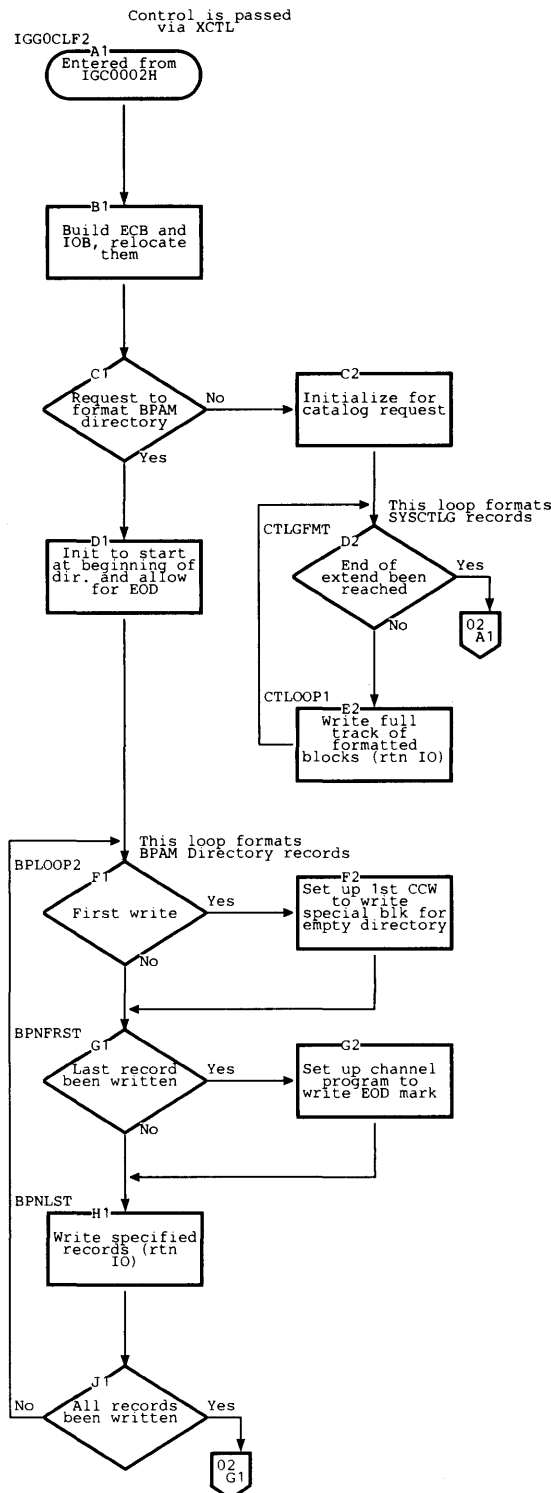 Control is passed
via XCTL
IGG0CLF2
A1
Entered from
IGC0002H
B1
Build ECB and
IOB, relocate
them
C1
Request to
format BPAM
directory
No
Yes
C2
Initialize for
catalog request
This loop formats
SYSCTLG records
CTLGFMT
D1
Init to start
at beginning of
dir. and allow
for EOD
D2
End of
extend been
reached
Yes
No
02
A1
CTLOOP1
E2
Write full
track of
formatted
blocks (rtn IO)
This loop formats
BPAM Directory records
BPLOOP2
F1
First write
Yes
No
F2
Set up 1st CCW
to write
special blk for
empty directory
BPNFRST
G1
Last record
been written
Yes
No
G2
Set up channel
program to
write EOD mark
BPNLST
H1
Write specified
records (rtn
IO)
J1
All records
been written
No
Yes
02
G1